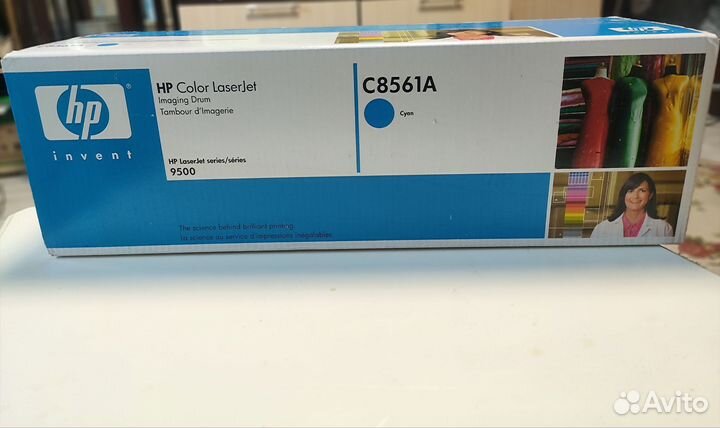 hp
invent
HP Color LaserJet
Imaging Drum
Tambour d'Imagerie
HP LaserJet series/séries
9500
C8561A
Cyan
The science behind brilliant printing.
La science au service d'impressions inégalables.
Avito